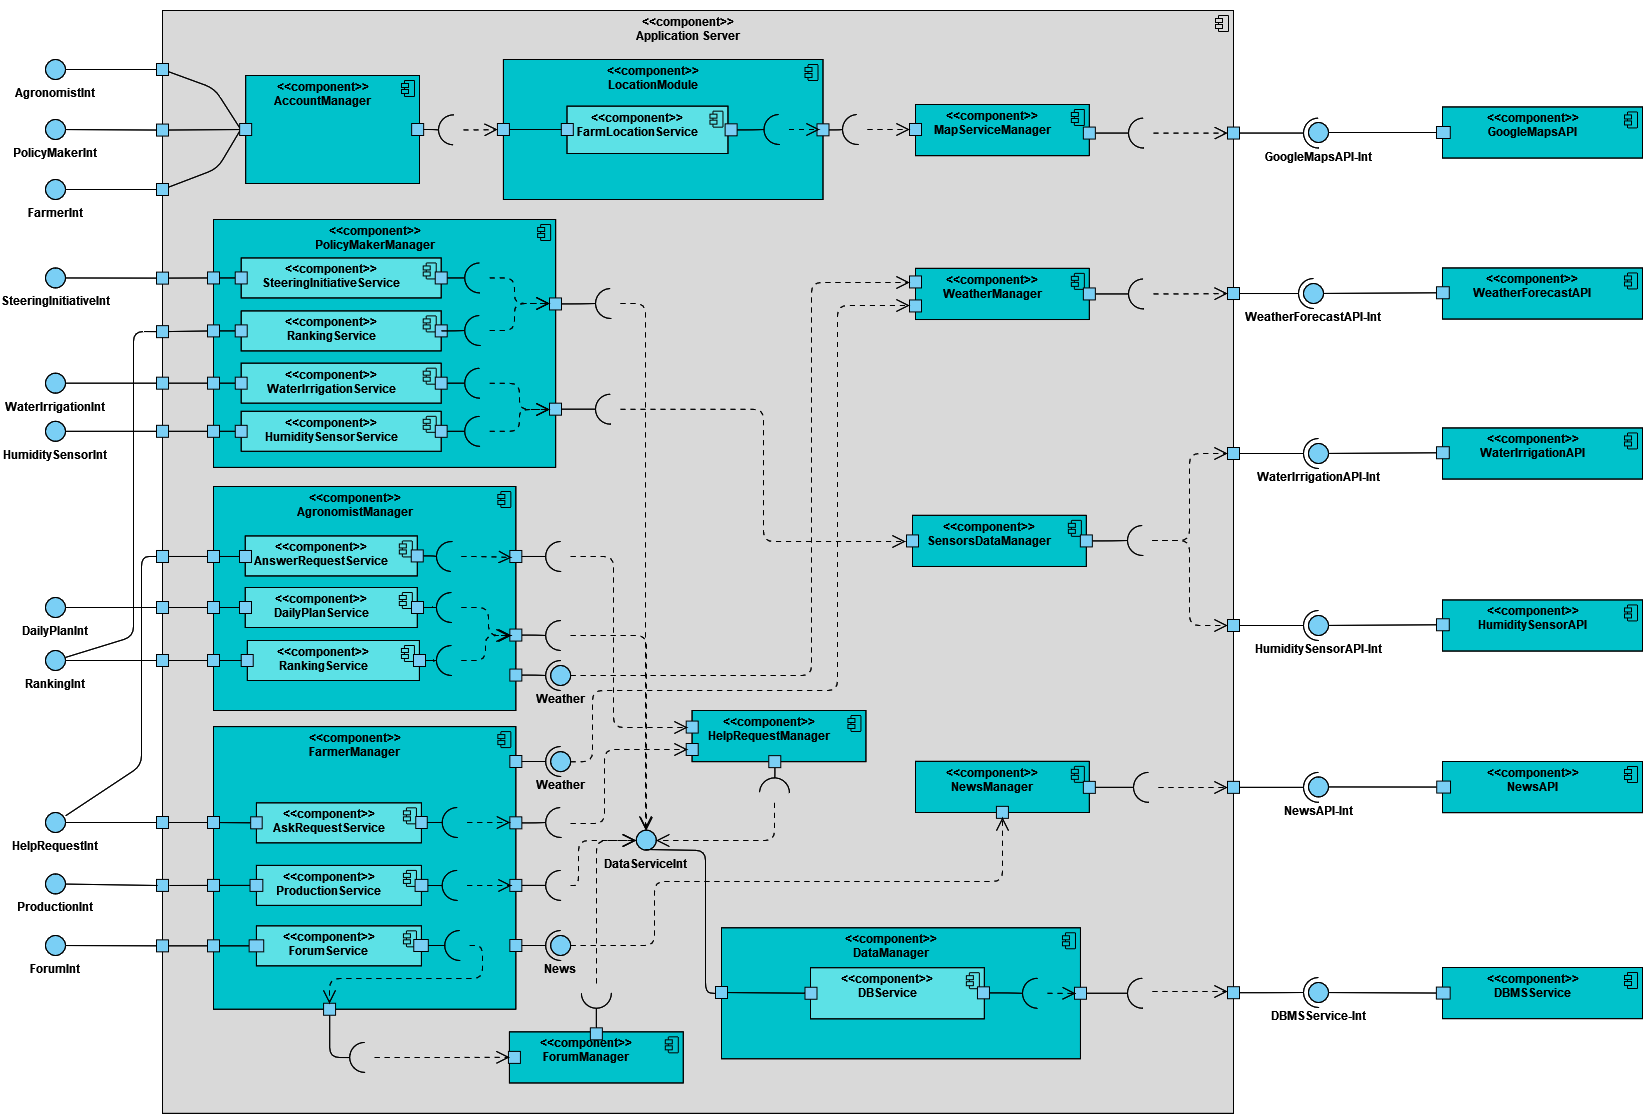 <<component>>
Application Server
AgronomistInt
PolicyMakerInt
FarmerInt
<<component>>
AccountManager
<<component>>
LocationModule
<<component>>
FarmLocationService
<<component>>
MapServiceManager
GoogleMapsAPI-Int
<<component>>
GoogleMapsAPI
<<component>>
PolicyMakerManager
SteeringInitiativeInt
<<component>>
SteeringInitiativeService
<<component>>
RankingService
WaterIrrigationInt
<<component>>
WaterIrrigationService
HumiditySensorInt
<<component>>
HumiditySensorService
<<component>>
WeatherManager
WeatherForecastAPI-Int
<<component>>
WeatherForecastAPI
WaterIrrigationAPI-Int
<<component>>
WaterIrrigationAPI
<<component>>
AgronomistManager
<<component>>
AnswerRequestService
DailyPlanInt
<<component>>
DailyPlanService
RankingInt
<<component>>
RankingService
Weather
<<component>>
SensorsDataManager
HumiditySensorAPI-Int
<<component>>
HumiditySensorAPI
<<component>>
FarmerManager
Weather
<<component>>
HelpRequestManager
HelpRequestInt
<<component>>
AskRequestService
ProductionInt
<<component>>
ProductionService
ForumInt
<<component>>
ForumService
News
DataServiceInt
<<component>>
NewsManager
NewsAPI-Int
<<component>>
NewsAPI
<<component>>
DataManager
<<component>>
DBService
DBMSService-Int
<<component>>
DBMSService
<<component>>
ForumManager